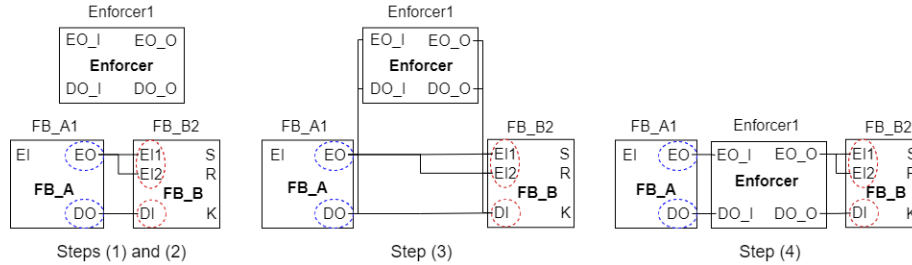 Enforcer1
EO_I EO_O
Enforcer
DO_I DO_O
FB_A1 FB_B2
EI EO EI1 S
EI2 R
FB_A FB_B
DO DI K
Steps (1) and (2)
Enforcer1
EO_I EO_O
Enforcer
DO_I DO_O
FB_A1 FB_B2
EI EO EI1 S
EI2 R
FB_A FB_B
DO DI K
Step (3)
FB_A1 Enforcer1 FB_B2
EI EO EO_I EO_O EI1 S
EI2 R
FB_A Enforcer FB_B
DO DO_I DO_O DI K
Step (4)